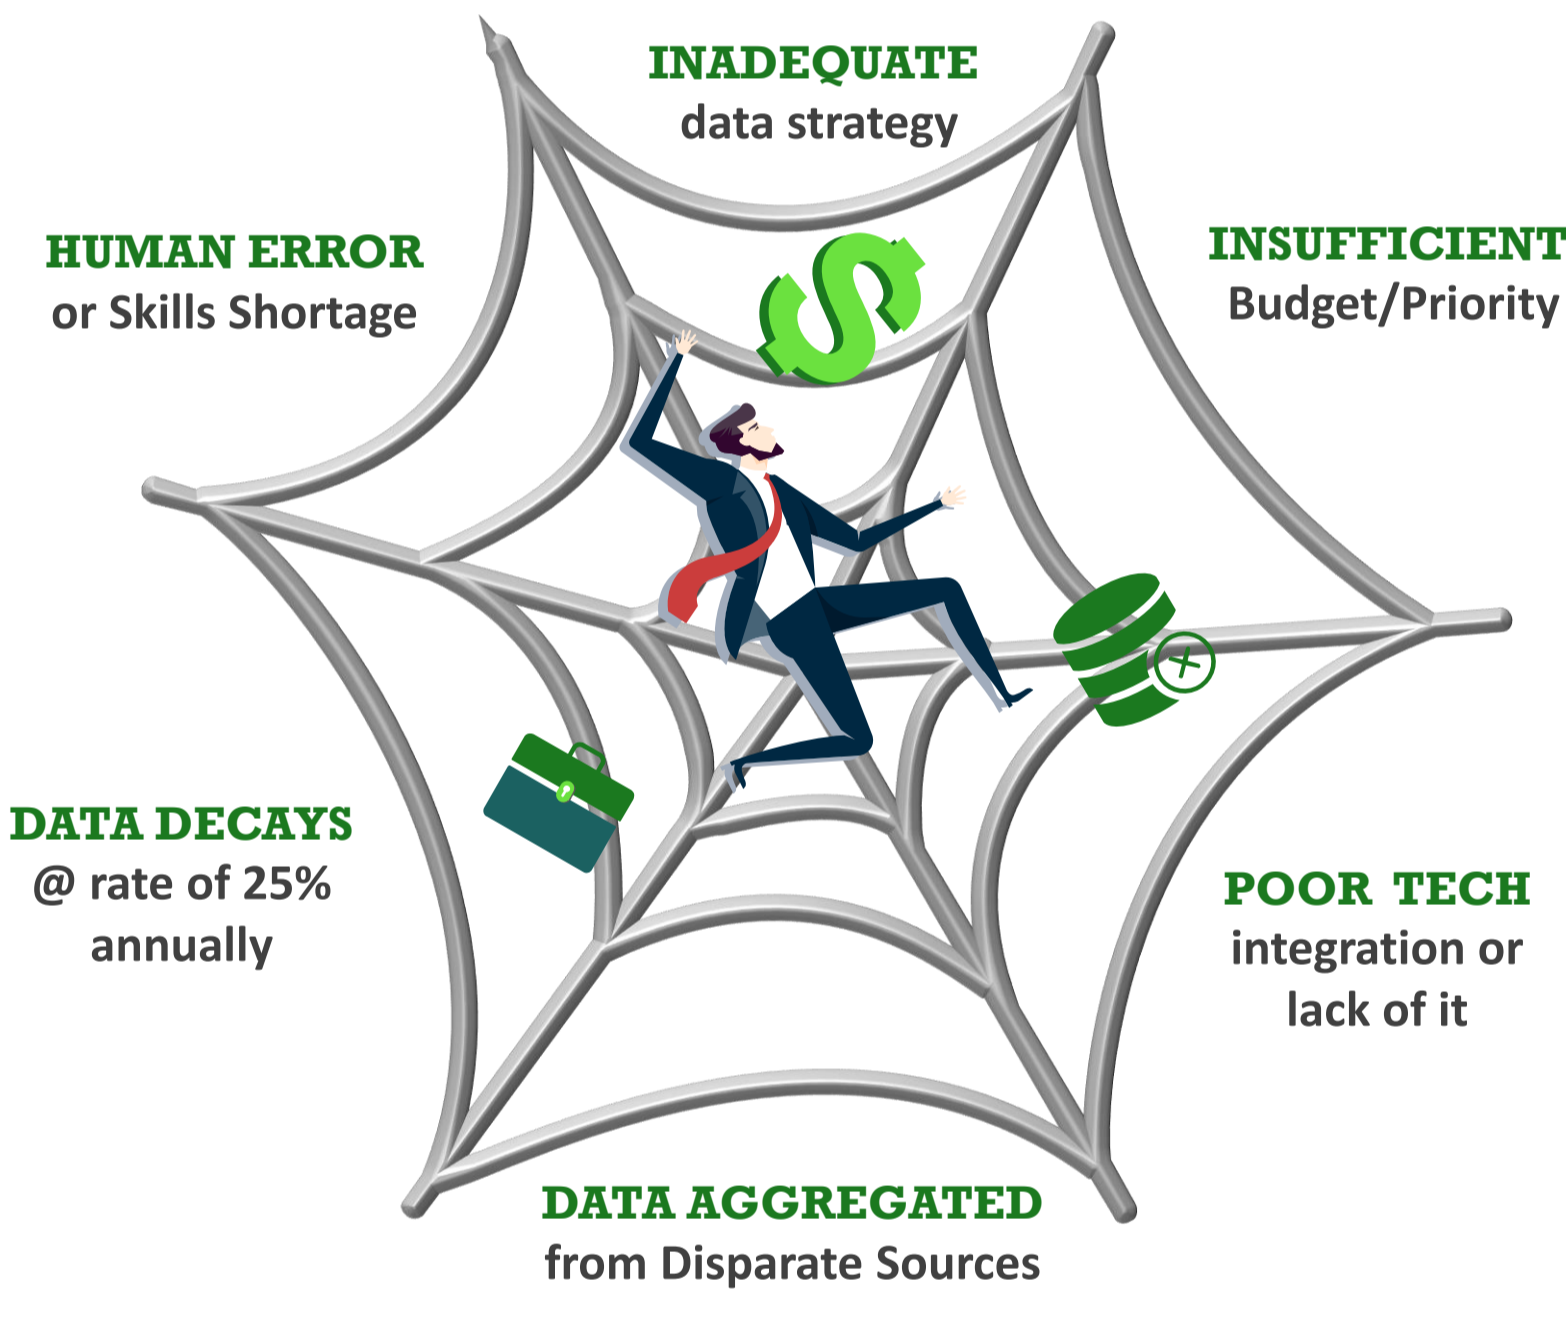 INADEQUATE
data strategy
HUMAN ERROR
or Skills Shortage
INSUFFICIENT
Budget/Priority
DATA DECAYS
@ rate of 25%
annually
POOR TECH
integration or
lack of it
DATA AGGREGATED
from Disparate Sources